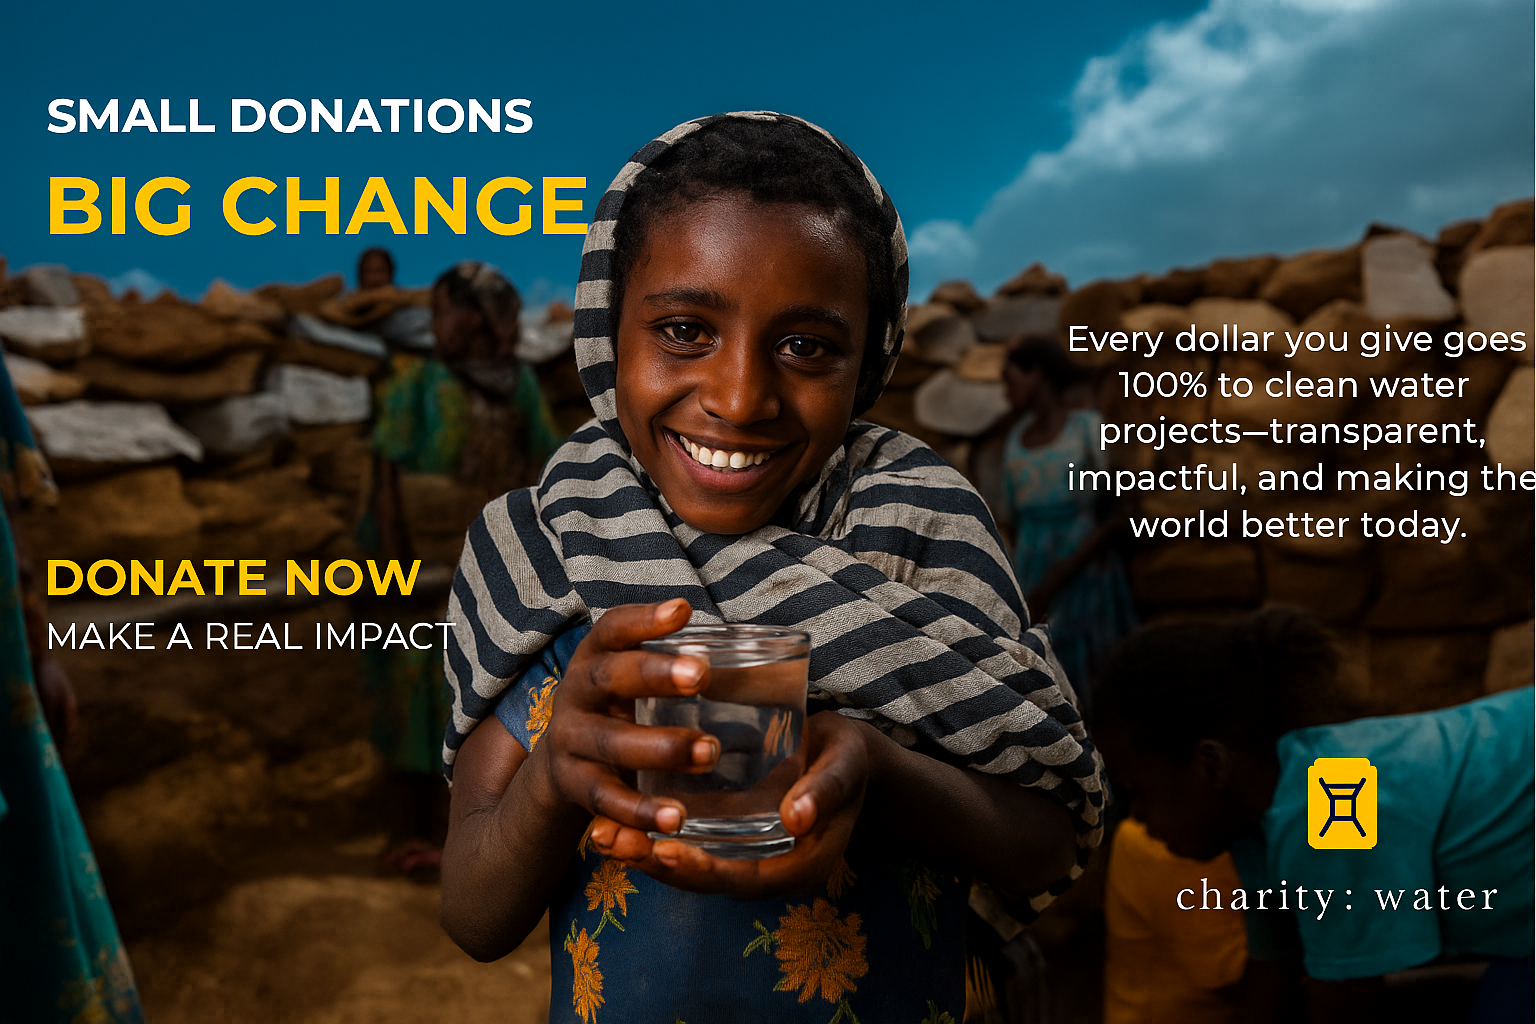 SMALL DONATIONS
BIG CHANGE
DONATE NOW
MAKE A REAL IMPACT
Every dollar you give goes
100% to clean water
projects—transparent,
impactful, and making the
world better today.
charity: water